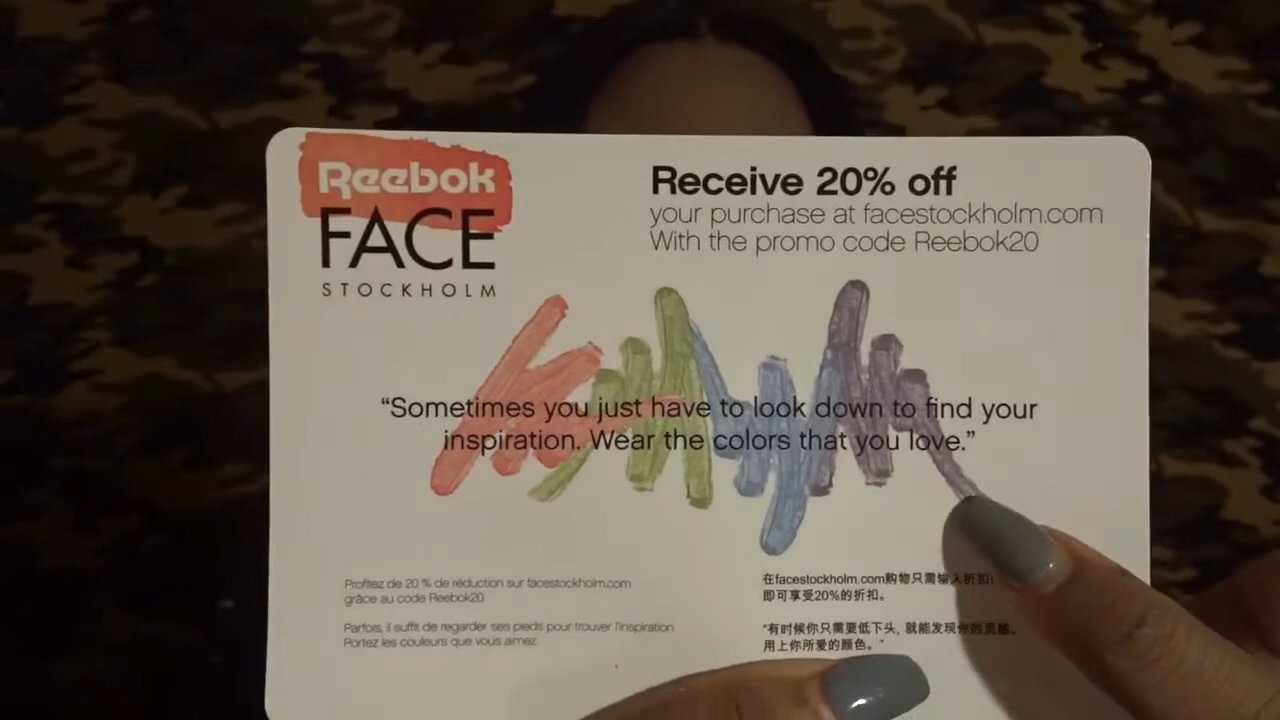 Reebok
FACE
STOCKHOLM
Receive 20% off
your purchase at facestockholm.com
With the promo code Reebok20
“Sometimes you just have to look down to find your
inspiration. Wear the colors that you love.”
Profitez de 20 % de réduction sur facestockholm.com
grâce au code Reebok20
Parfois, il suffit de regarder ses pieds pour trouver l'inspiration.
Portez les couleurs que vous aimez
在facestockholm.com购物只需输入折扣
即可享受20%的折扣。
“有时候你只需要低下头, 就能发现你的灵感。
用上你所爱的颜色。”